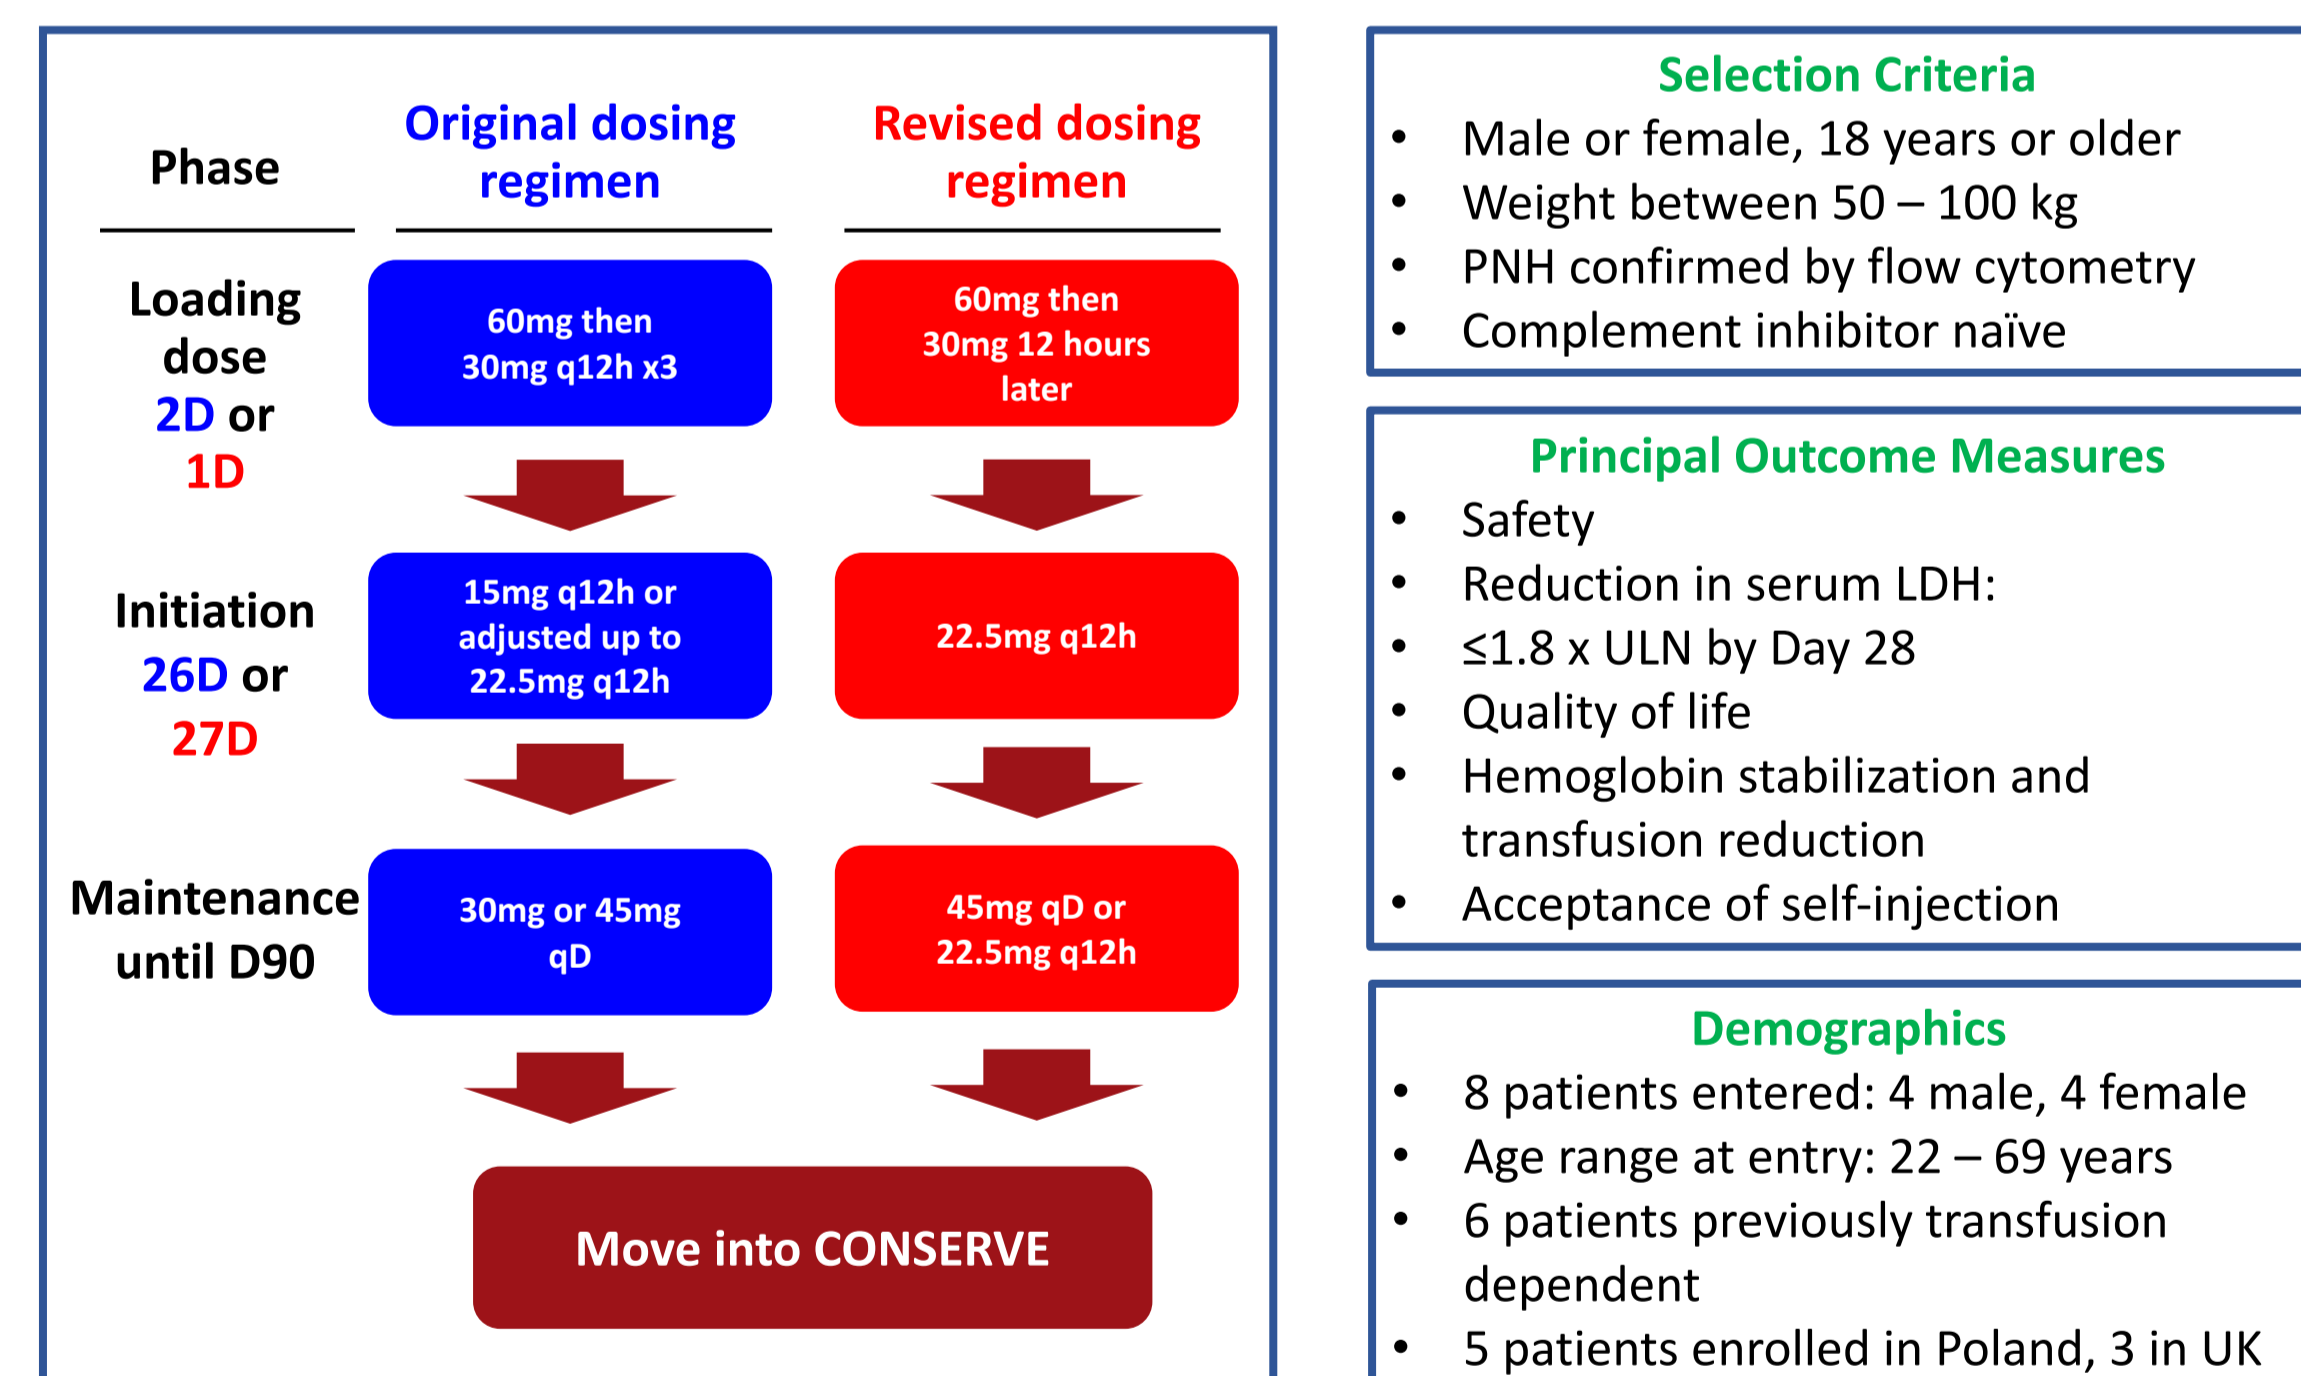 Phase
Original dosing
regimen
Revised dosing
regimen
Loading
dose
2D or
1D
60mg then
30mg q12h x3
60mg then
30mg 12 hours
later
Initiation
26D or
27D
15mg q12h or
adjusted up to
22.5mg q12h
22.5mg q12h
Maintenance
until D90
30mg or 45mg
qD
45mg qD or
22.5mg q12h
Move into CONSERVE
Selection Criteria
• Male or female, 18 years or older
• Weight between 50 – 100 kg
• PNH confirmed by flow cytometry
• Complement inhibitor naïve
Principal Outcome Measures
• Safety
• Reduction in serum LDH:
• ≤1.8 x ULN by Day 28
• Quality of life
• Hemoglobin stabilization and
transfusion reduction
• Acceptance of self-injection
Demographics
• 8 patients entered: 4 male, 4 female
• Age range at entry: 22 – 69 years
• 6 patients previously transfusion
dependent
• 5 patients enrolled in Poland, 3 in UK